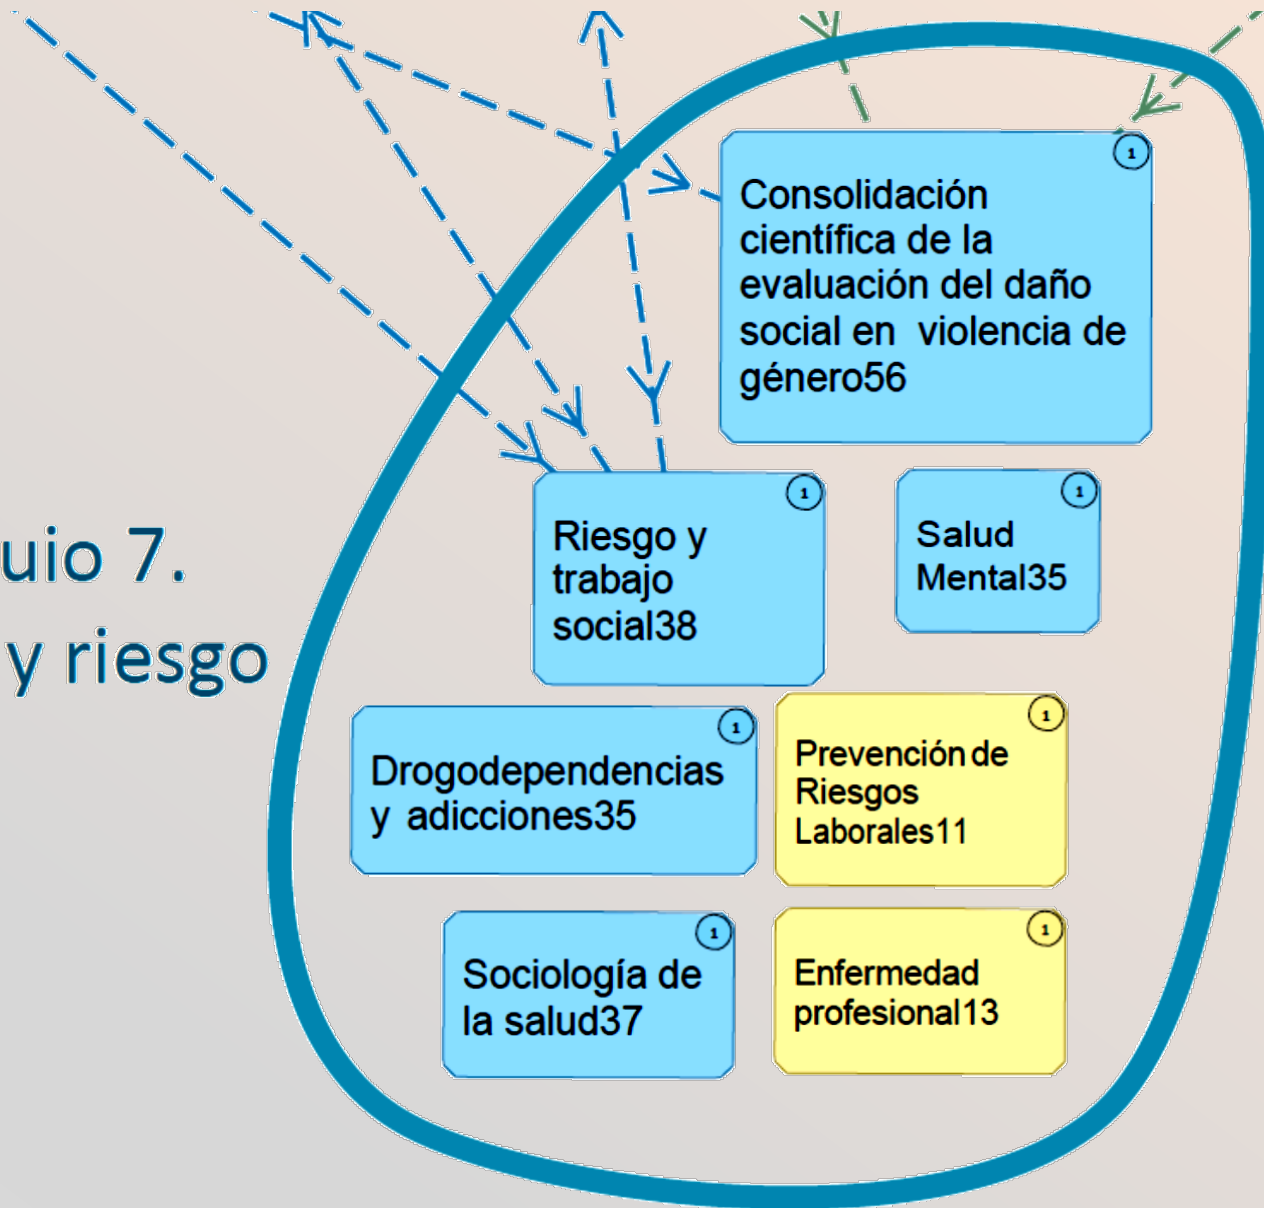 1
Consolidación
científica de la
evaluación del daño
social en violencia de
género56
1
Riesgo y
trabajo
social38
1
Salud
Mental35
uio 7.
y riesgo
1
Drogodependencias
y adicciones35
1
Prevención de
Riesgos
Laborales11
1
Sociología de
la salud37
1
Enfermedad
profesional13